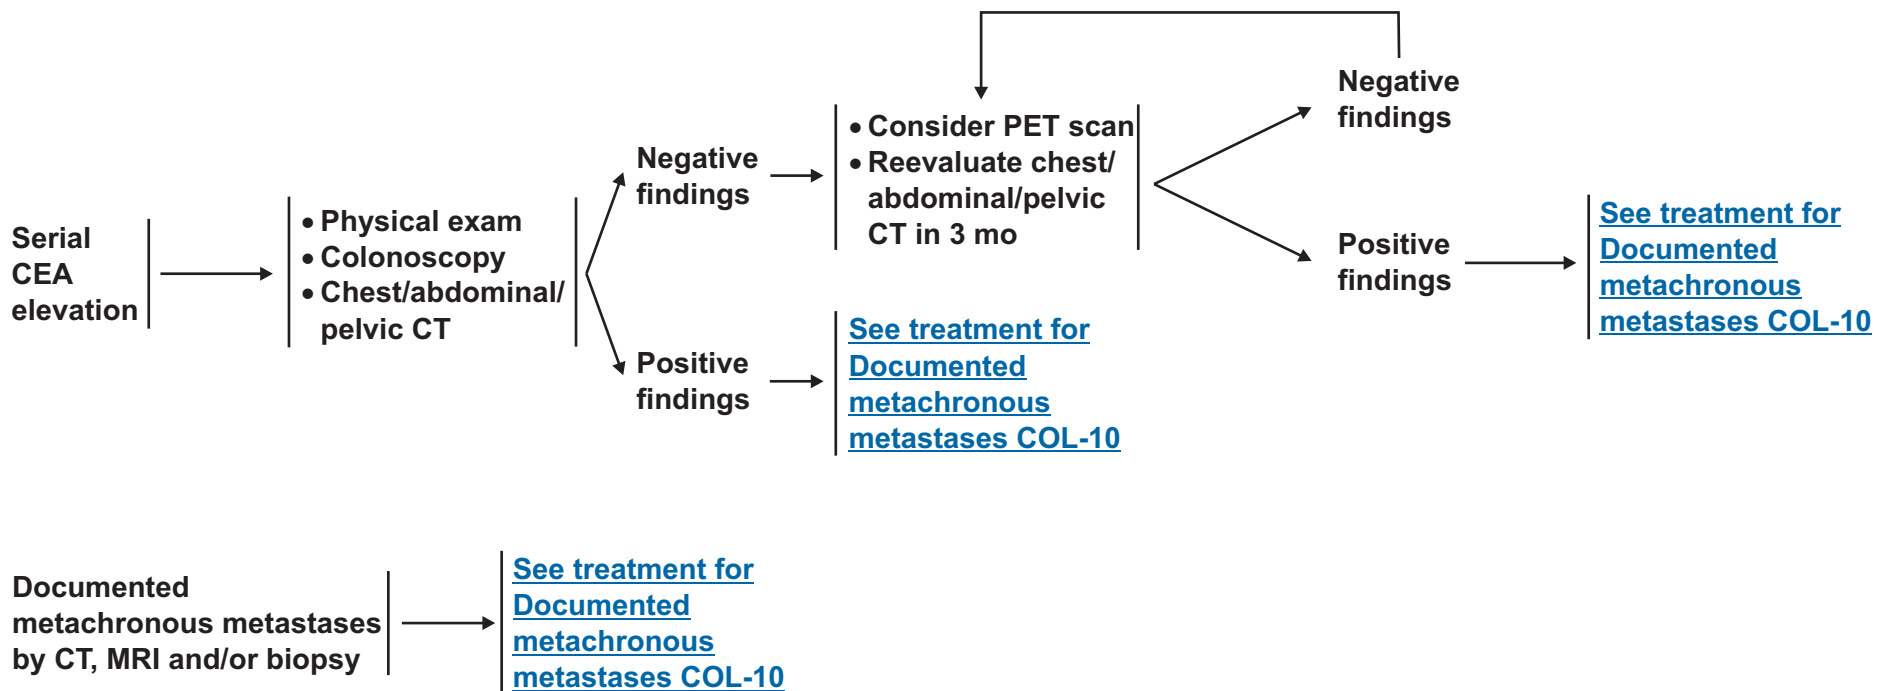 Serial
CEA
elevation
• Physical exam
• Colonoscopy
• Chest/abdominal/
pelvic CT
Negative
findings
• Consider PET scan
• Reevaluate chest/
abdominal/pelvic
CT in 3 mo
Negative
findings
Positive
findings
See treatment for
Documented
metachronous
metastases COL-10
Positive
findings
See treatment for
Documented
metachronous
metastases COL-10
Documented
metachronous metastases
by CT, MRI and/or biopsy
See treatment for
Documented
metachronous
metastases COL-10